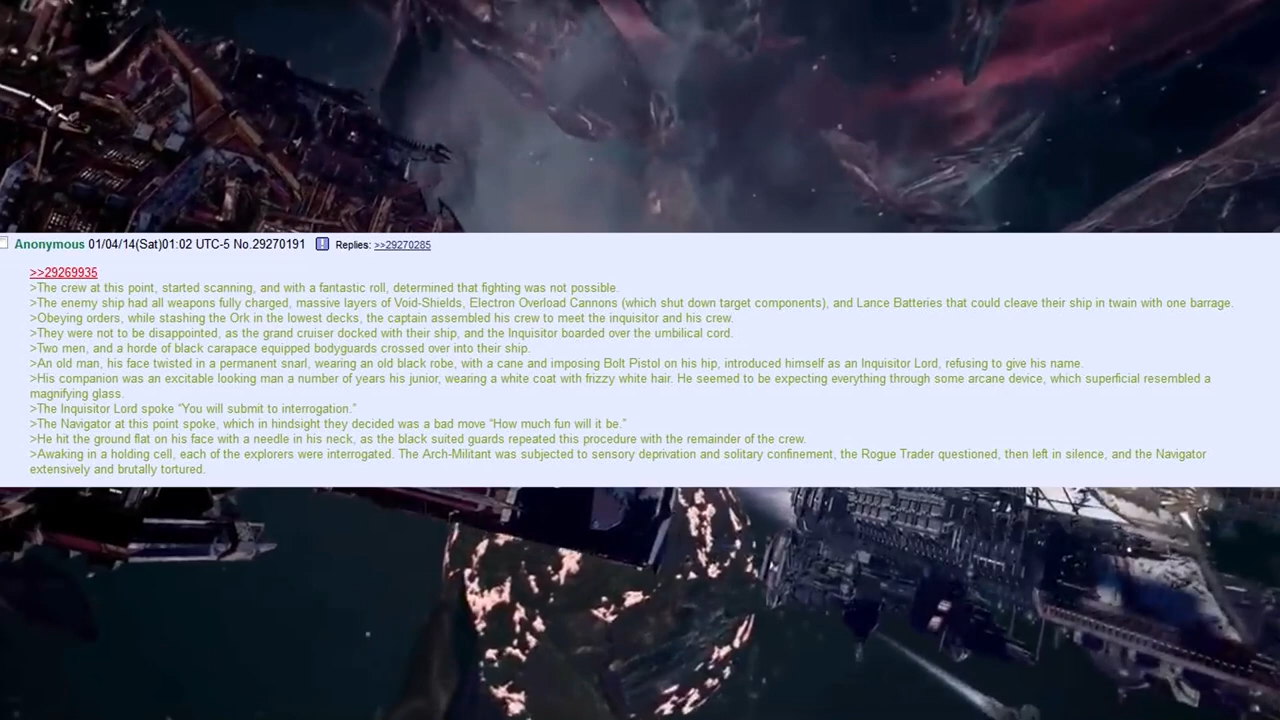 Anonymous 01/04/14(Sat)01:02 UTC-5 No.29270191 Replies: >>29270285
>>29269935
>The crew at this point, started scanning, and with a fantastic roll, determined that fighting was not possible.
>The enemy ship had all weapons fully charged, massive layers of Void-Shields, Electron Overload Cannons (which shut down target components), and Lance Batteries that could cleave their ship in twain with one barrage.
>Obeying orders, while stashing the Ork in the lowest decks, the captain assembled his crew to meet the inquisitor and his crew.
>They were not to be disappointed, as the grand cruiser docked with their ship, and the Inquisitor boarded over the umbilical cord.
>Two men, and a horde of black carapace equipped bodyguards crossed over into their ship.
>An old man, his face twisted in a permanent snarl, wearing an old black robe, with a cane and imposing Bolt Pistol on his hip, introduced himself as an Inquisitor Lord, refusing to give his name.
>His companion was an excitable looking man a number of years his junior, wearing a white coat with frizzy white hair. He seemed to be expecting everything through some arcane device, which superficial resembled a
magnifying glass.
>The Inquisitor Lord spoke “You will submit to interrogation.”
>The Navigator at this point spoke, which in hindsight they decided was a bad move “How much fun will it be.”
>He hit the ground flat on his face with a needle in his neck, as the black suited guards repeated this procedure with the remainder of the crew.
>Awaking in a holding cell, each of the explorers were interrogated. The Arch-Militant was subjected to sensory deprivation and solitary confinement, the Rogue Trader questioned, then left in silence, and the Navigator
extensively and brutally tortured.